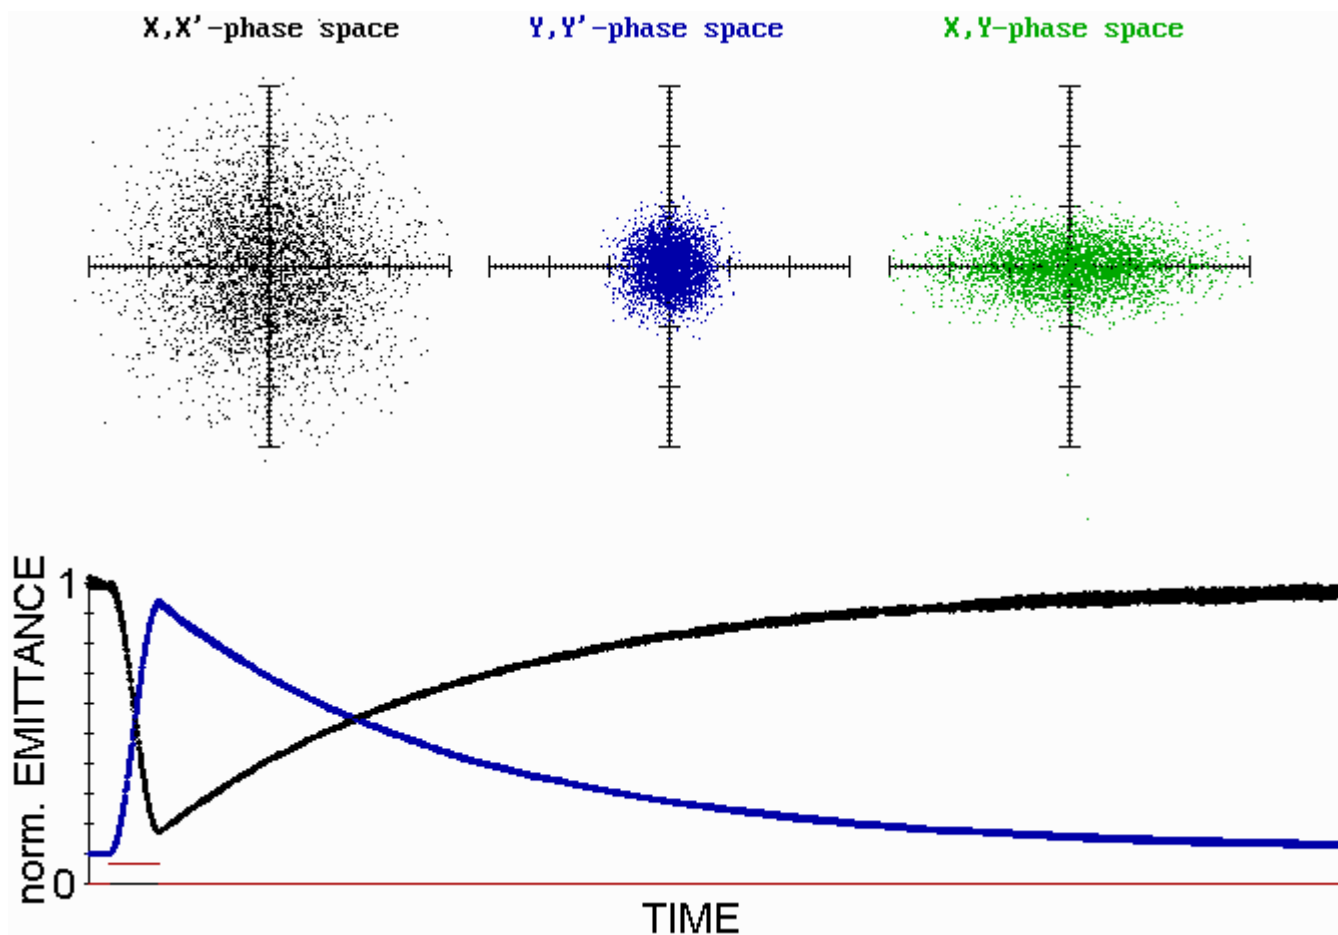 X,X'-phase space
Y,Y'-phase space
X,Y-phase space
norm. EMITTANCE
1
0
TIME